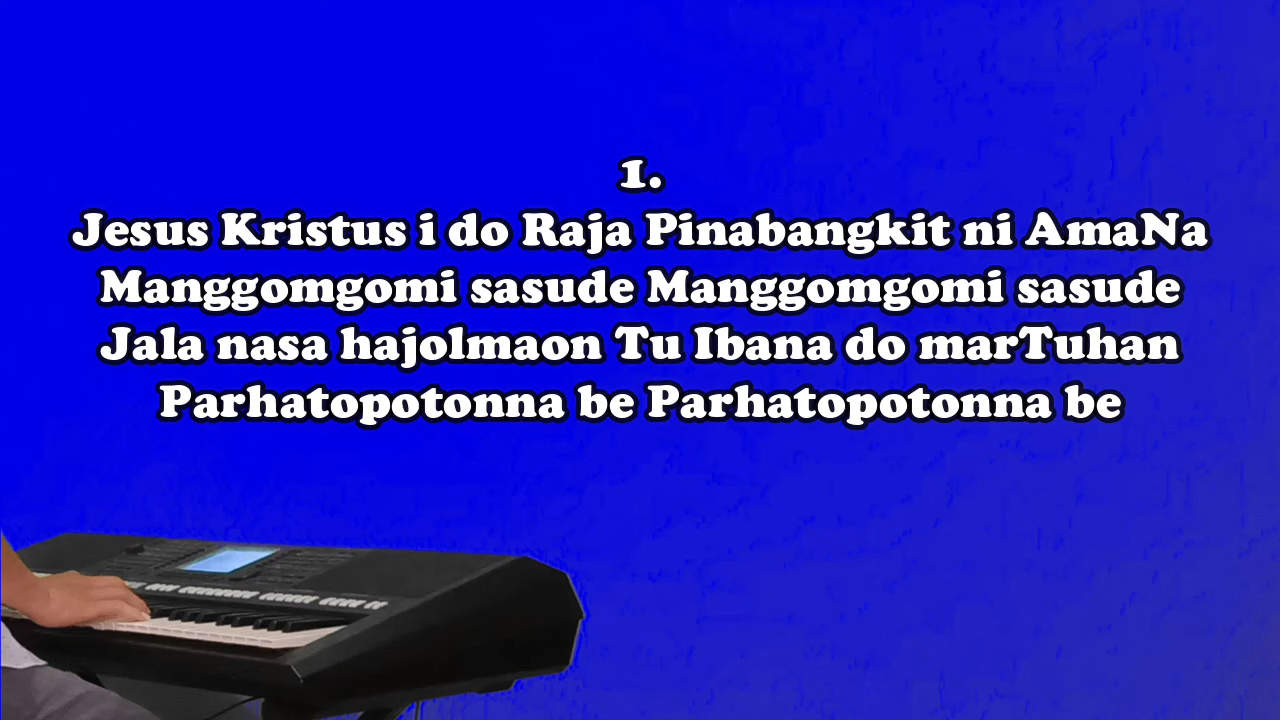 1.
Jesus Kristus i do Raja Pinabangkit ni AmaNa
Manggomgomi sasude Manggomgomi sasude
Jala nasa hajolmaon Tu Ibana do marTuhan
Parhatopotonna be Parhatopotonna be